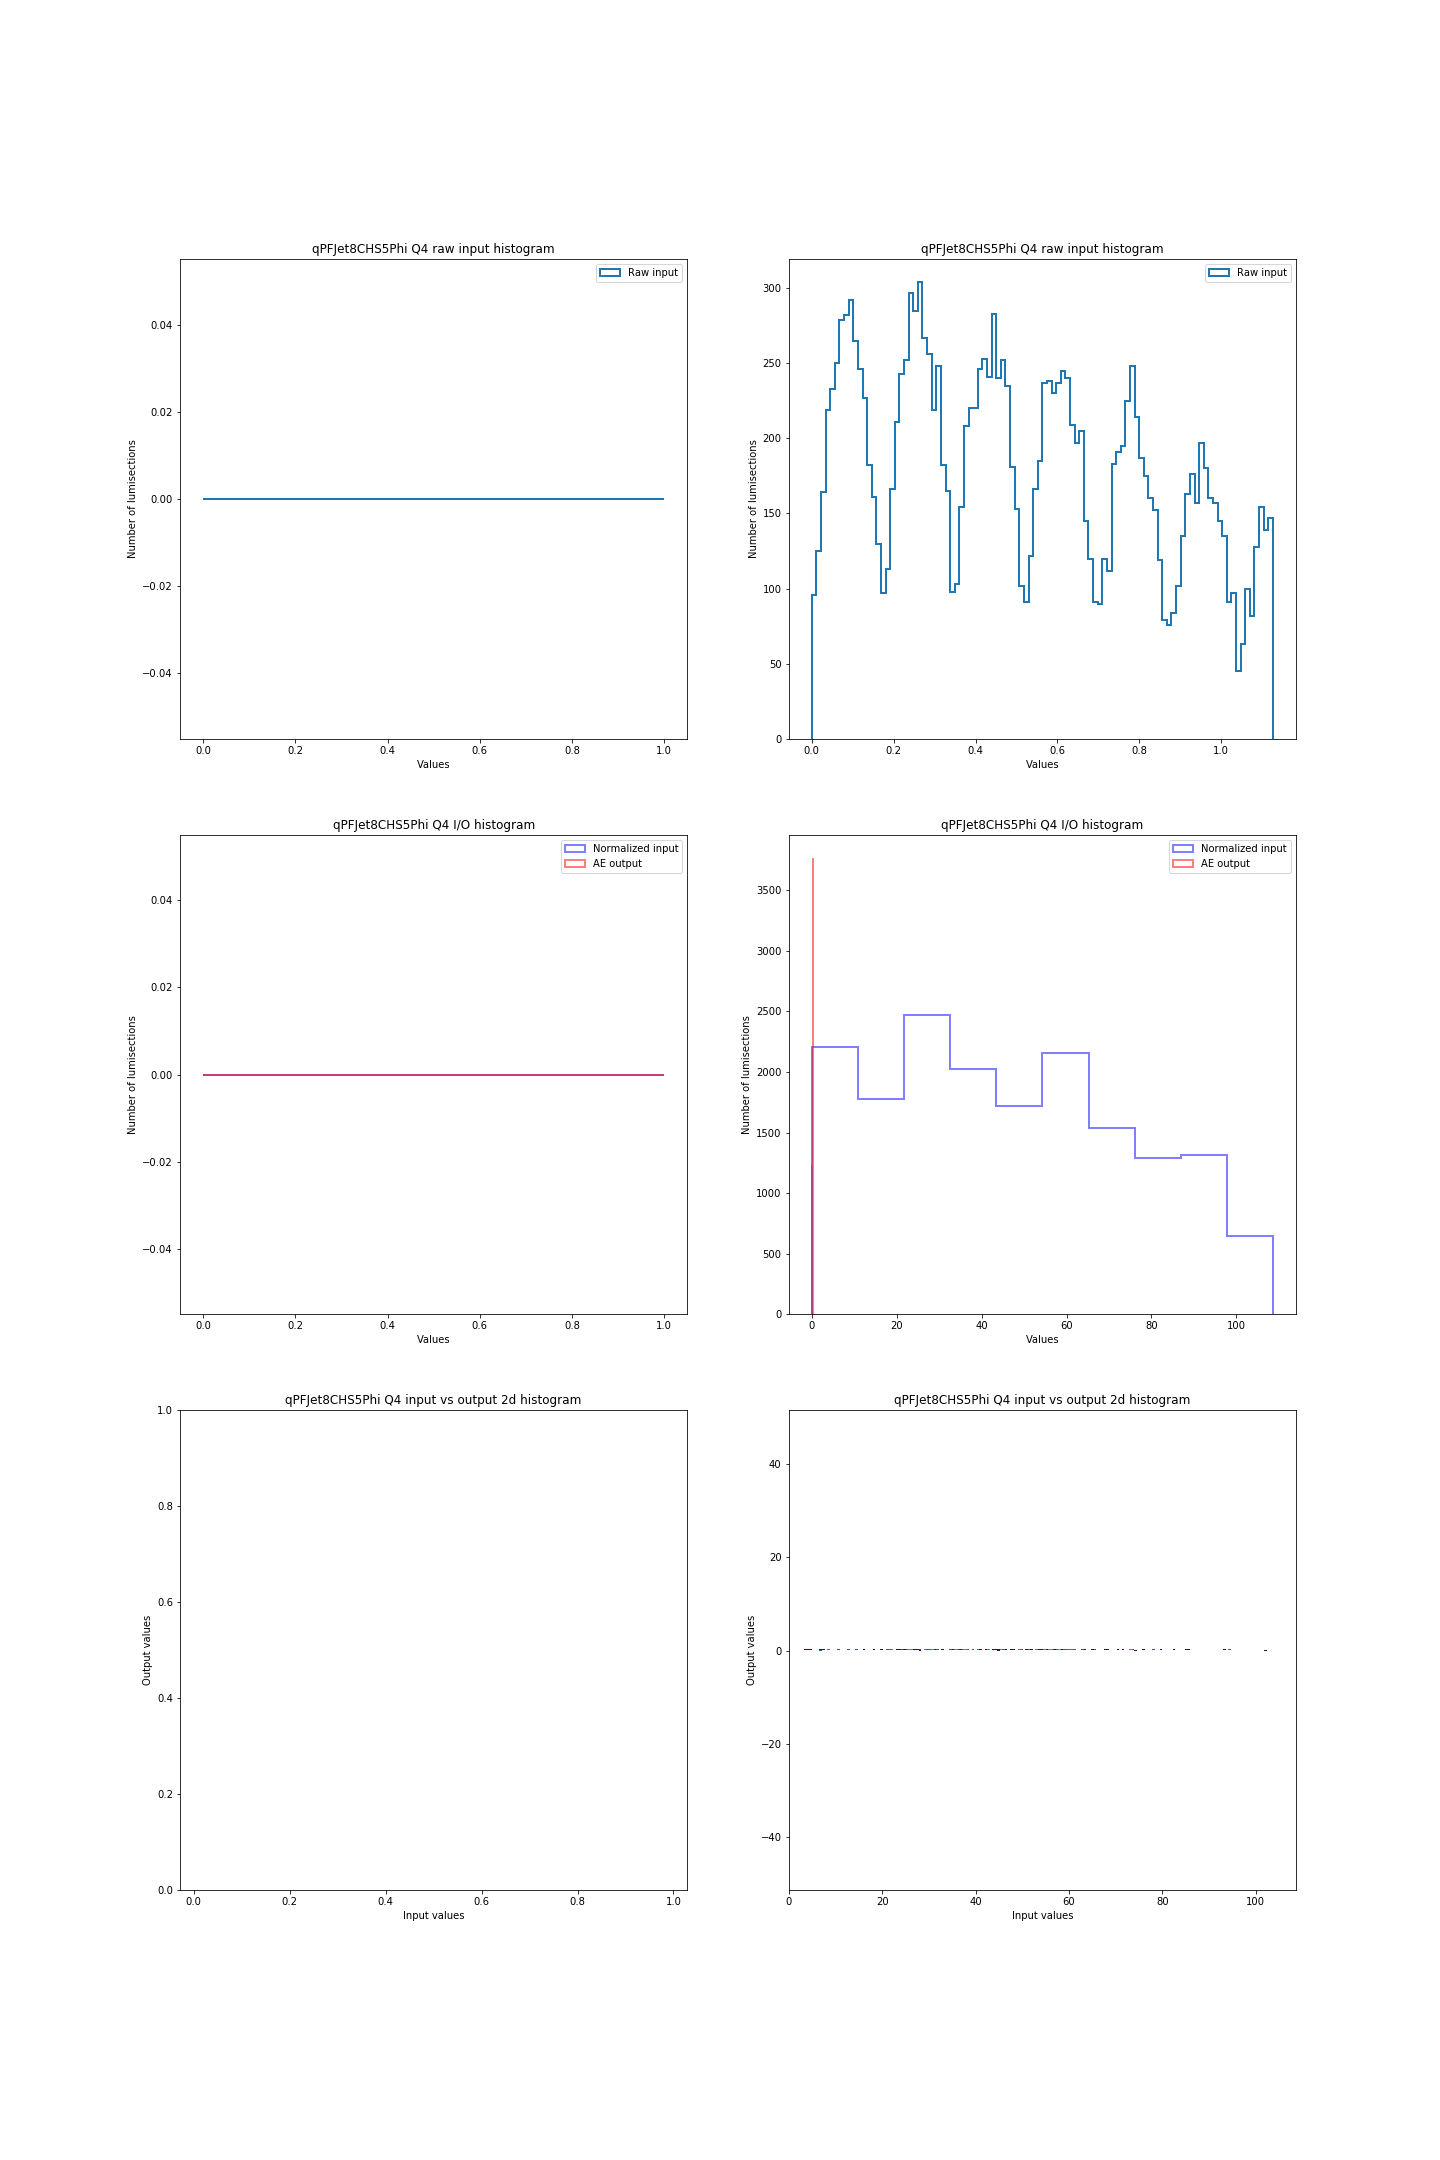 qPFJet8CHS5Phi Q4 raw input histogram
Raw input
0.04
0.02
0.00
−0.02
−0.04
Number of lumisections
0.0 0.2 0.4 0.6 0.8 1.0
Values
qPFJet8CHS5Phi Q4 raw input histogram
Raw input
300
250
200
150
100
50
0
Number of lumisections
0.0 0.2 0.4 0.6 0.8 1.0
Values
qPFJet8CHS5Phi Q4 I/O histogram
Normalized input
AE output
0.04
0.02
0.00
−0.02
−0.04
Number of lumisections
0.0 0.2 0.4 0.6 0.8 1.0
Values
qPFJet8CHS5Phi Q4 I/O histogram
Normalized input
AE output
3500
3000
2500
2000
1500
1000
500
0
Number of lumisections
0 20 40 60 80 100
Values
qPFJet8CHS5Phi Q4 input vs output 2d histogram
1.0
0.8
0.6
0.4
0.2
0.0
Output values
0.0 0.2 0.4 0.6 0.8 1.0
Input values
qPFJet8CHS5Phi Q4 input vs output 2d histogram
40
20
0
−20
−40
Output values
0 20 40 60 80 100
Input values